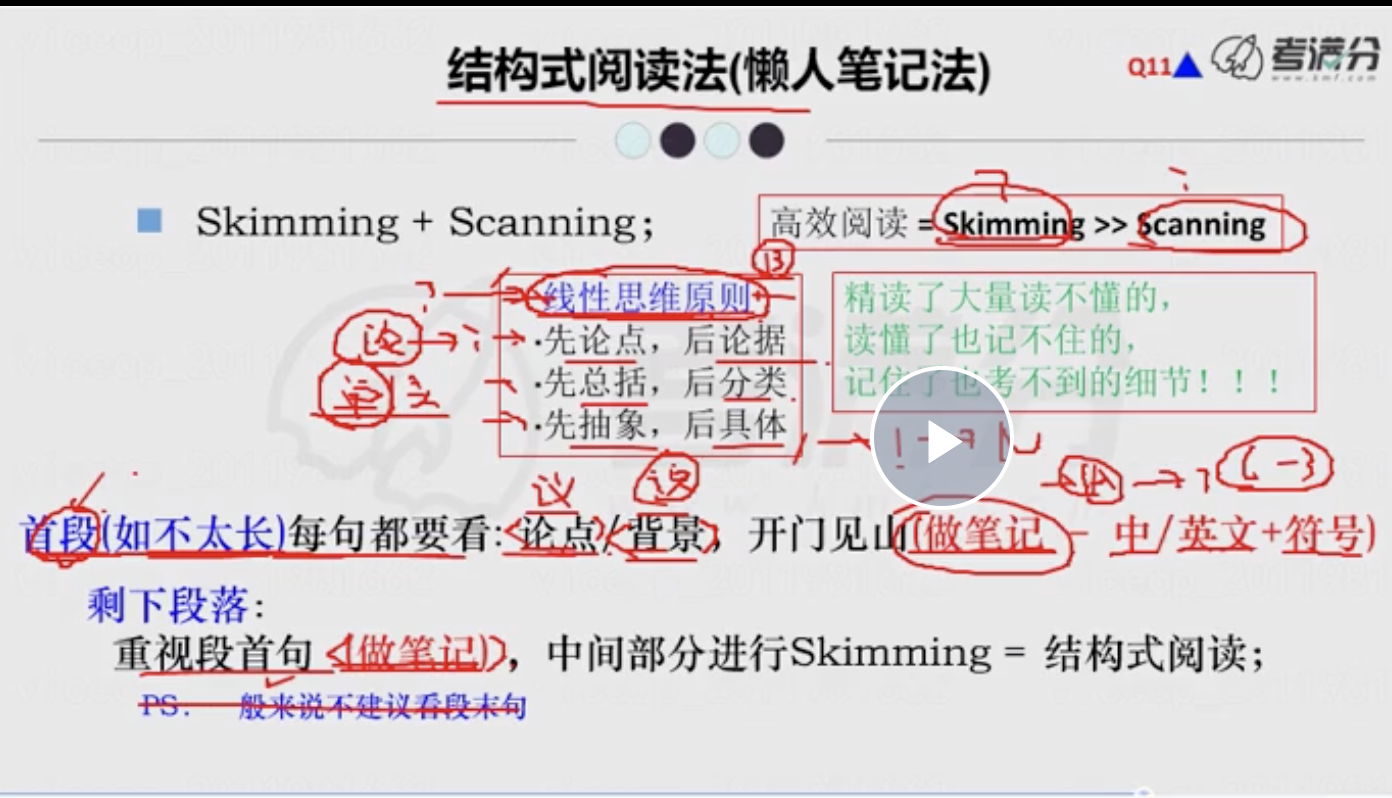 结构式阅读法(懒人笔记法)
Q11
考满分
www.kmf.com
Skimming + Scanning；
高效阅读 = Skimming >> Scanning
13
·线性思维原则
·先论点，后论据
·先总括，后分类
·先抽象，后具体
精读了大量读不懂的，
读懂了也记不住的，
记住了也考不到的细节！！！
论
议
首段(如不太长)每句都要看: <论点/背景>，开门见山(做笔记 - 中/英文+符号)
剩下段落:
重视段首句 <(做笔记)>，中间部分进行Skimming = 结构式阅读；
PS： 一般来说不建议看段末句